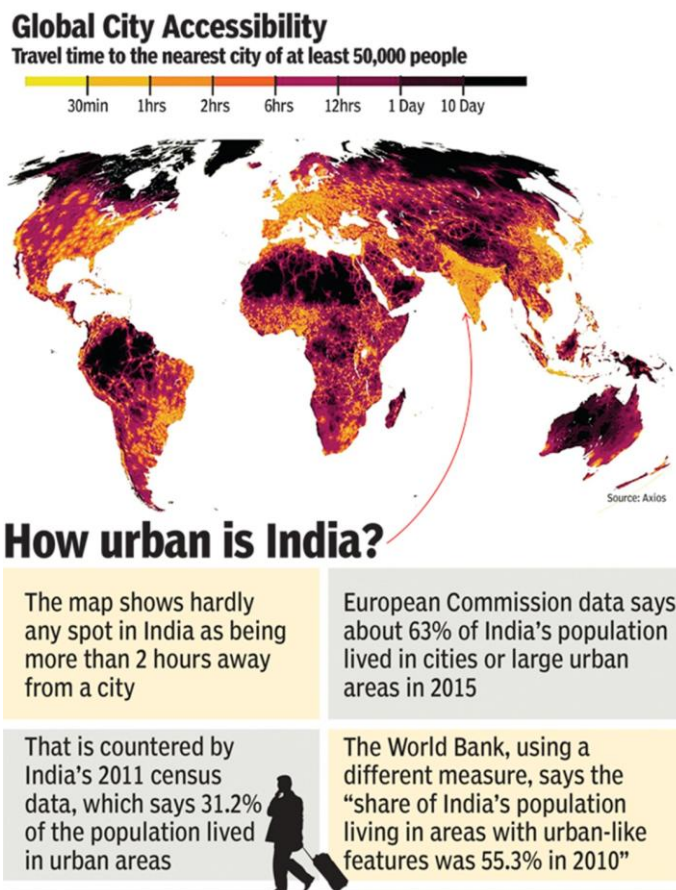 Global City Accessibility
Travel time to the nearest city of at least 50,000 people
30min 1hrs 2hrs 6hrs 12hrs 1 Day 10 Day
Source: Axios
How urban is India?
The map shows hardly
any spot in India as being
more than 2 hours away
from a city
European Commission data says
about 63% of India's population
lived in cities or large urban
areas in 2015
That is countered by
India's 2011 census
data, which says 31.2%
of the population lived
in urban areas
The World Bank, using a
different measure, says the
“share of India's population
living in areas with urban-like
features was 55.3% in 2010”